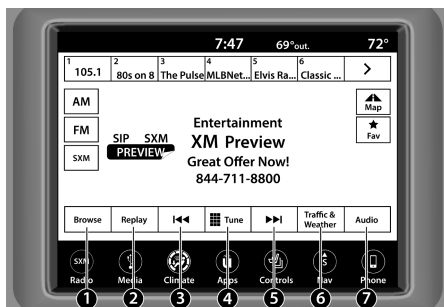 7:47 69°out. 72°
1 105.1 2 80s on 8 3 The Pulse 4 MLBNet... 5 Elvis Ra... 6 Classic ... >
AM
FM
SXM
SIP SXM
PREVIEW
Entertainment
XM Preview
Great Offer Now!
844-711-8800
Map
Fav
Browse Replay Tune Traffic & Weather Audio
SXM u S
Radio Media Climate Apps Controls Nav Phone
1 2 3 4 5 6 7